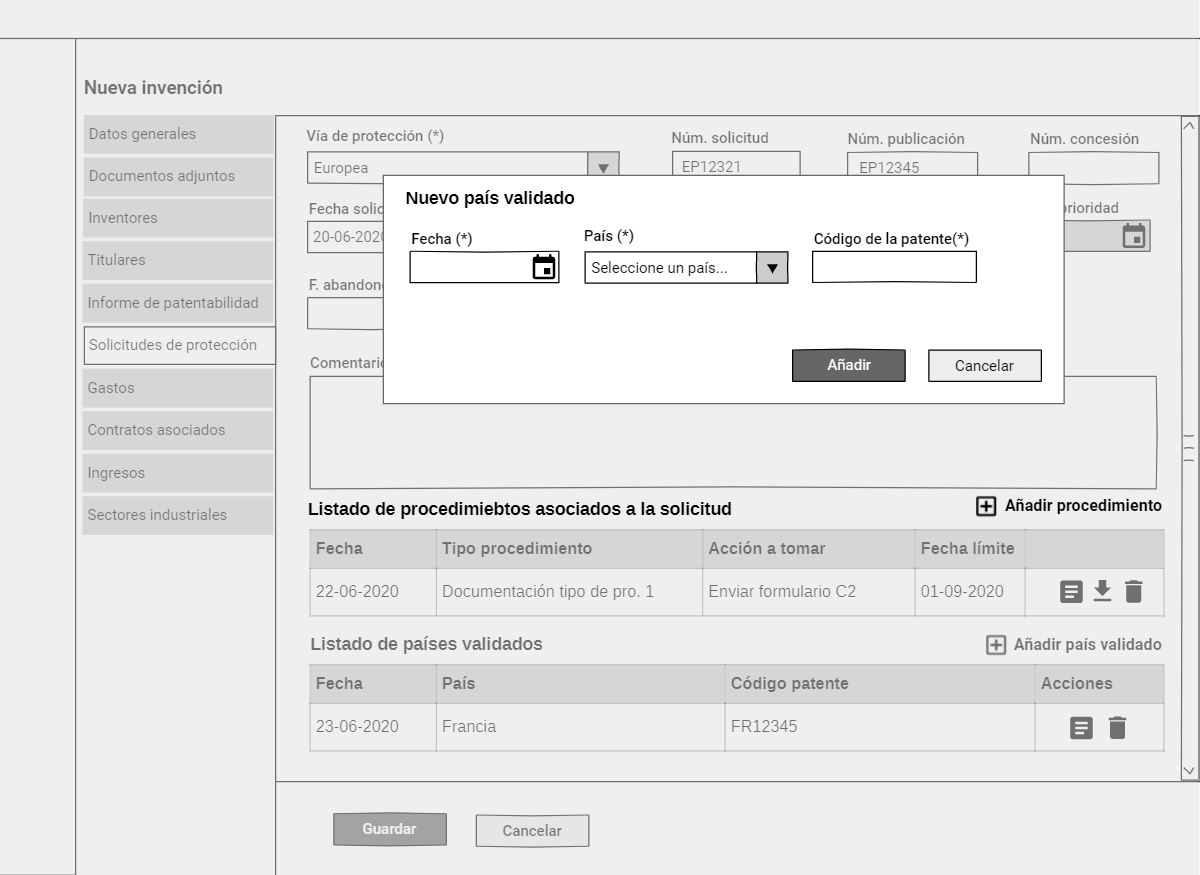 Nueva invención
Datos generales
Documentos adjuntos
Inventores
Titulares
Informe de patentabilidad
Solicitudes de protección
Gastos
Contratos asociados
Ingresos
Sectores industriales
Vía de protección (*)
Núm. solicitud
Núm. publicación
Núm. concesión
Europea
EP12321
EP12345
Fecha solic
prioridad
20-06-2020
F. abandono
Comentario
Nuevo país validado
Fecha (*)
País (*)
Código de la patente(*)
Seleccione un país...
Añadir
Cancelar
Listado de procedimiebtos asociados a la solicitud
Añadir procedimiento
Fecha
Tipo procedimiento
Acción a tomar
Fecha límite
22-06-2020
Documentación tipo de pro. 1
Enviar formulario C2
01-09-2020
Listado de países validados
Añadir país validado
Fecha
País
Código patente
Acciones
23-06-2020
Francia
FR12345
Guardar
Cancelar